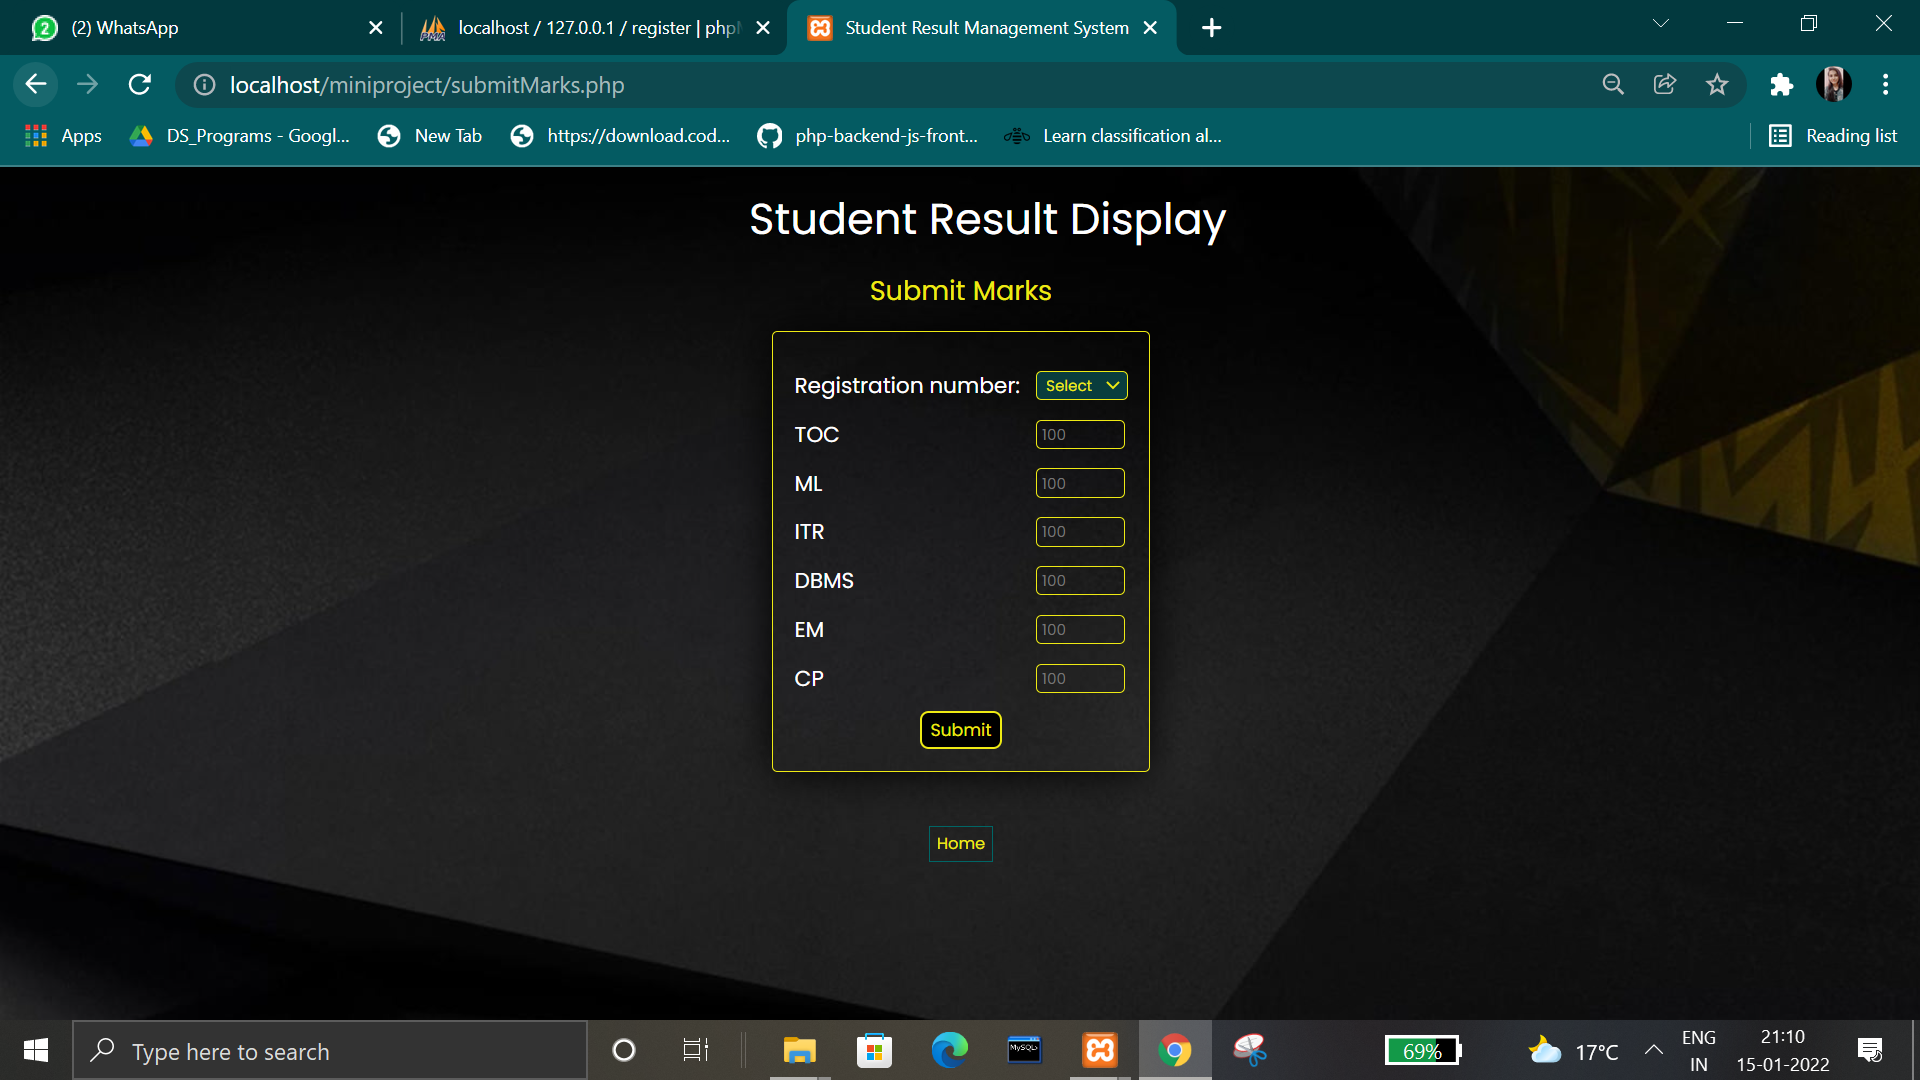 2
(2) WhatsApp
localhost / 127.0.0.1 / register | php
Student Result Management System
localhost/miniproject/submitMarks.php
Apps
DS_Programs - Googl...
New Tab
https://download.cod...
php-backend-js-front...
Learn classification al...
Reading list
Student Result Display
Submit Marks
Registration number: Select
TOC 100
ML 100
ITR 100
DBMS 100
EM 100
CP 100
Submit
Home
Type here to search
MySQL
69%
17°C
ENG
IN
21:10
15-01-2022